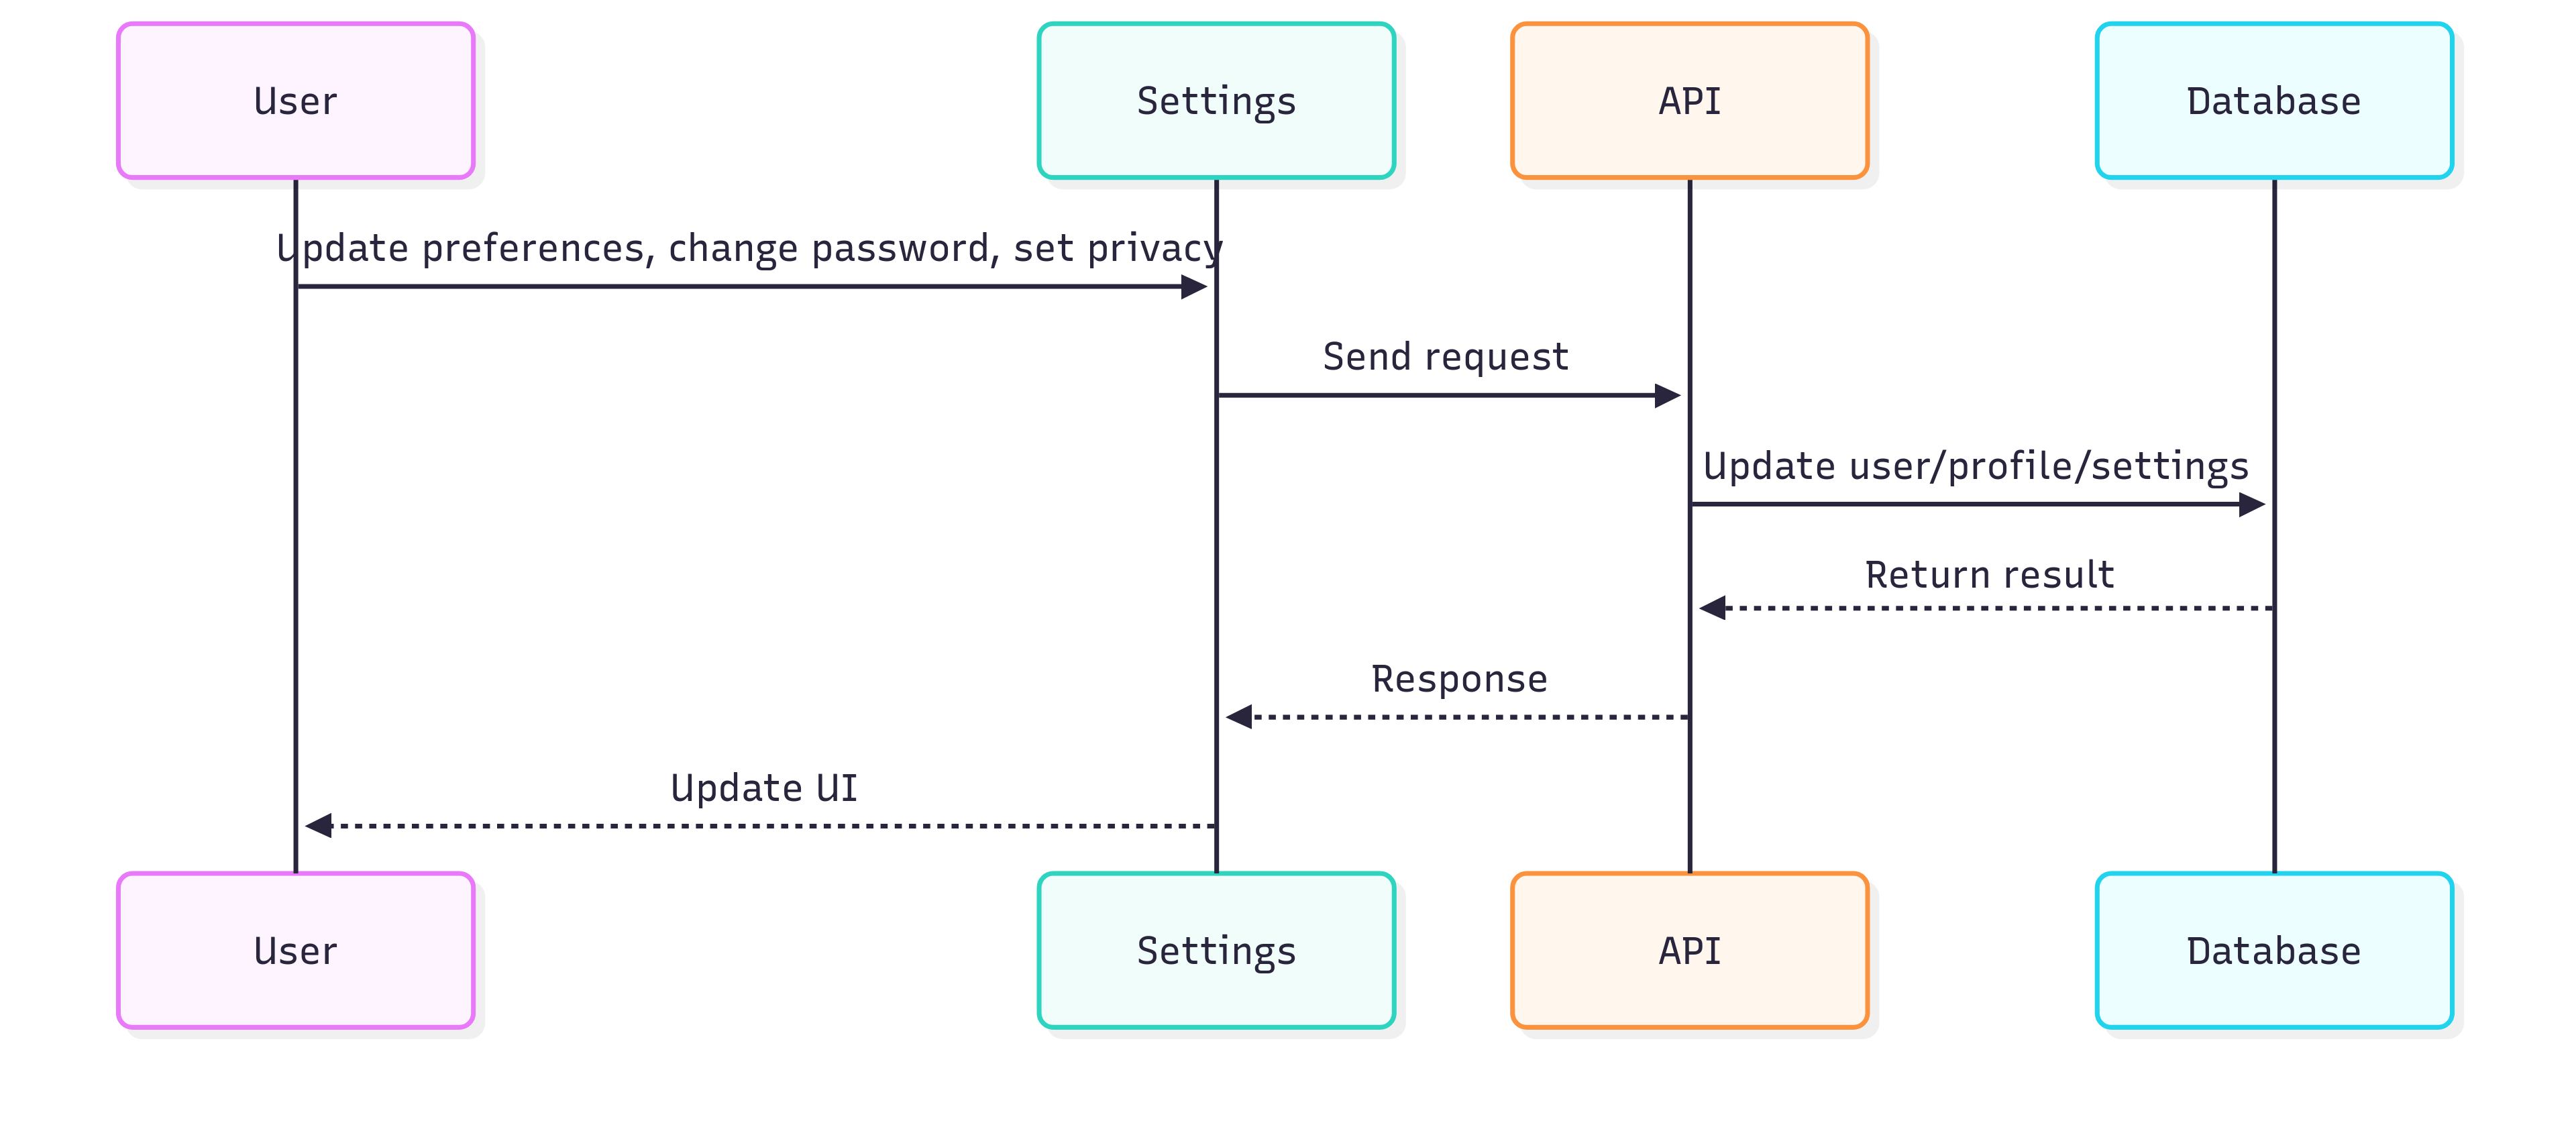 User
Settings
API
Database
Update preferences, change password, set privacy
Send request
Update user/profile/settings
Return result
Response
Update UI
User
Settings
API
Database